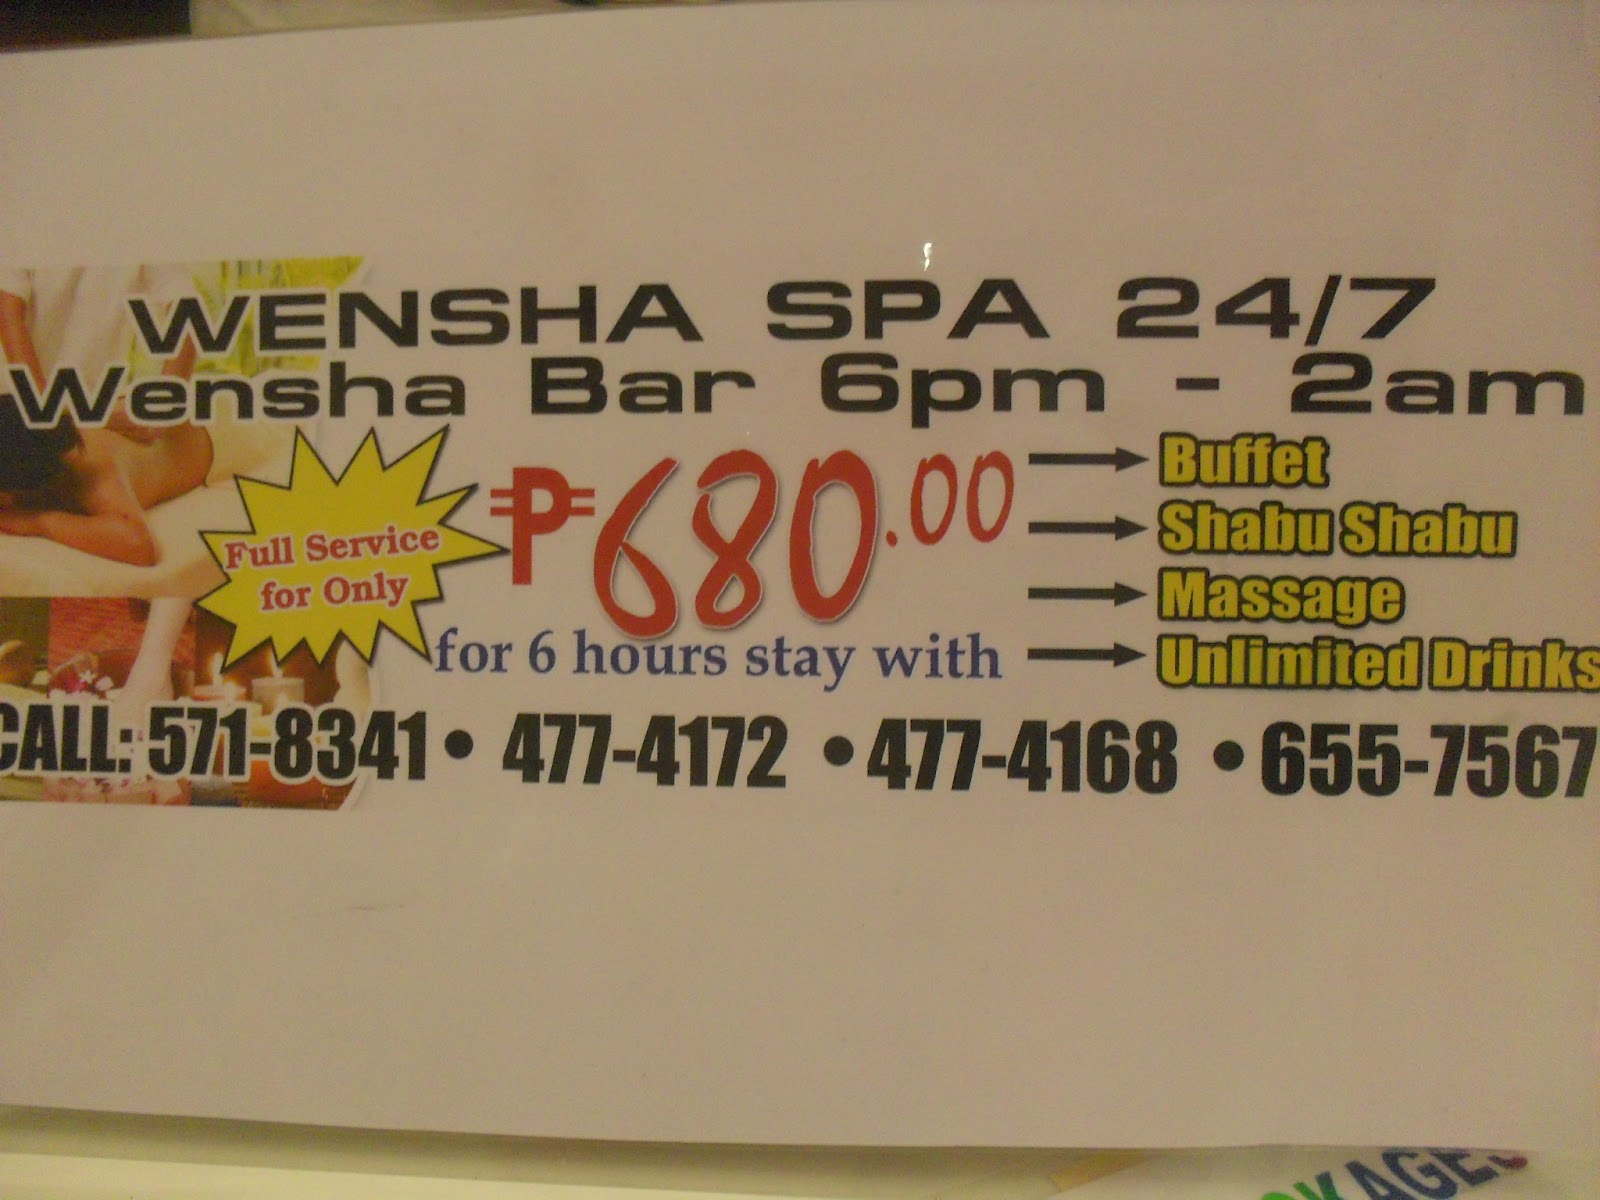 WENSHA SPA 24/7
Wensha Bar 6pm - 2am
Full Service
for Only
₱680.00
for 6 hours stay with
Buffet
Shabu Shabu
Massage
Unlimited Drinks
CALL: 571-8341 • 477-4172 • 477-4168 • 655-7567